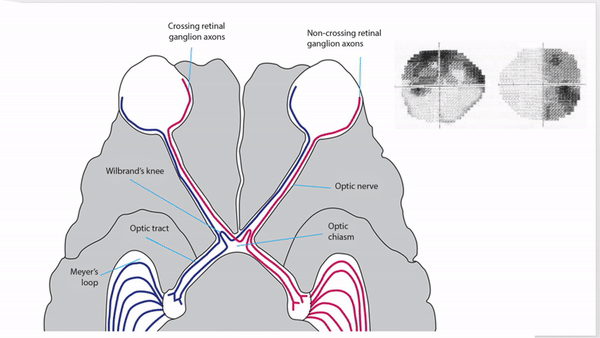 Crossing retinal
ganglion axons
Non-crossing retinal
ganglion axons
Wilbrand's knee
Optic nerve
Optic tract
Optic
chiasm
Meyer's
loop